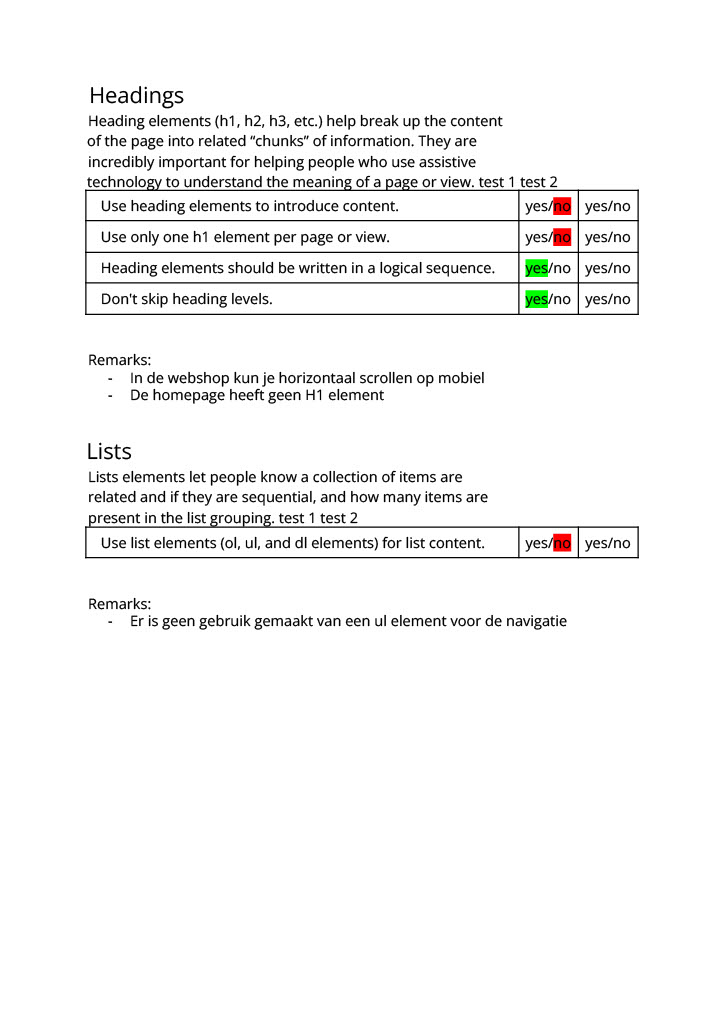 Headings
Heading elements (h1, h2, h3, etc.) help break up the content
of the page into related “chunks” of information. They are
incredibly important for helping people who use assistive
technology to understand the meaning of a page or view. test 1 test 2
Use heading elements to introduce content. yes/no yes/no
Use only one h1 element per page or view. yes/no yes/no
Heading elements should be written in a logical sequence. yes/no yes/no
Don't skip heading levels. yes/no yes/no
Remarks:
- In de webshop kun je horizontaal scrollen op mobiel
- De homepage heeft geen H1 element
Lists
Lists elements let people know a collection of items are
related and if they are sequential, and how many items are
present in the list grouping. test 1 test 2
Use list elements (ol, ul, and dl elements) for list content. yes/no yes/no
Remarks:
- Er is geen gebruik gemaakt van een ul element voor de navigatie